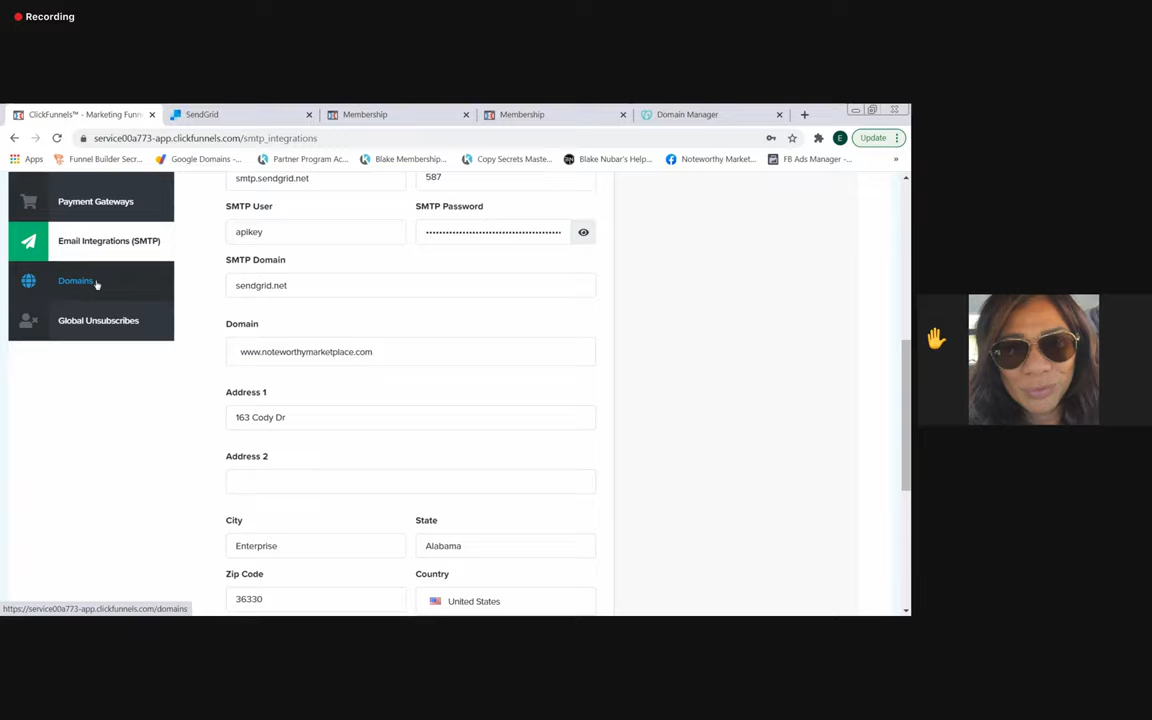 Recording
ClickFunnels™ - Marketing Funn
SendGrid
Membership
Membership
Domain Manager
service00a773-app.clickfunnels.com/smtp_integrations
E
Update
Apps
Funnel Builder Secr...
Google Domains -...
Partner Program Ac...
Blake Membership...
Copy Secrets Maste...
Blake Nubar's Help...
Noteworthy Market...
FB Ads Manager -...
»
Payment Gateways
Email Integrations (SMTP)
Domains
Global Unsubscribes
smtp.sendgrid.net
587
SMTP User
SMTP Password
apikey
SMTP Domain
sendgrid.net
Domain
www.noteworthymarketplace.com
Address 1
163 Cody Dr
Address 2
City
State
Enterprise
Alabama
Zip Code
Country
36330
United States
https://service00a773-app.clickfunnels.com/domains